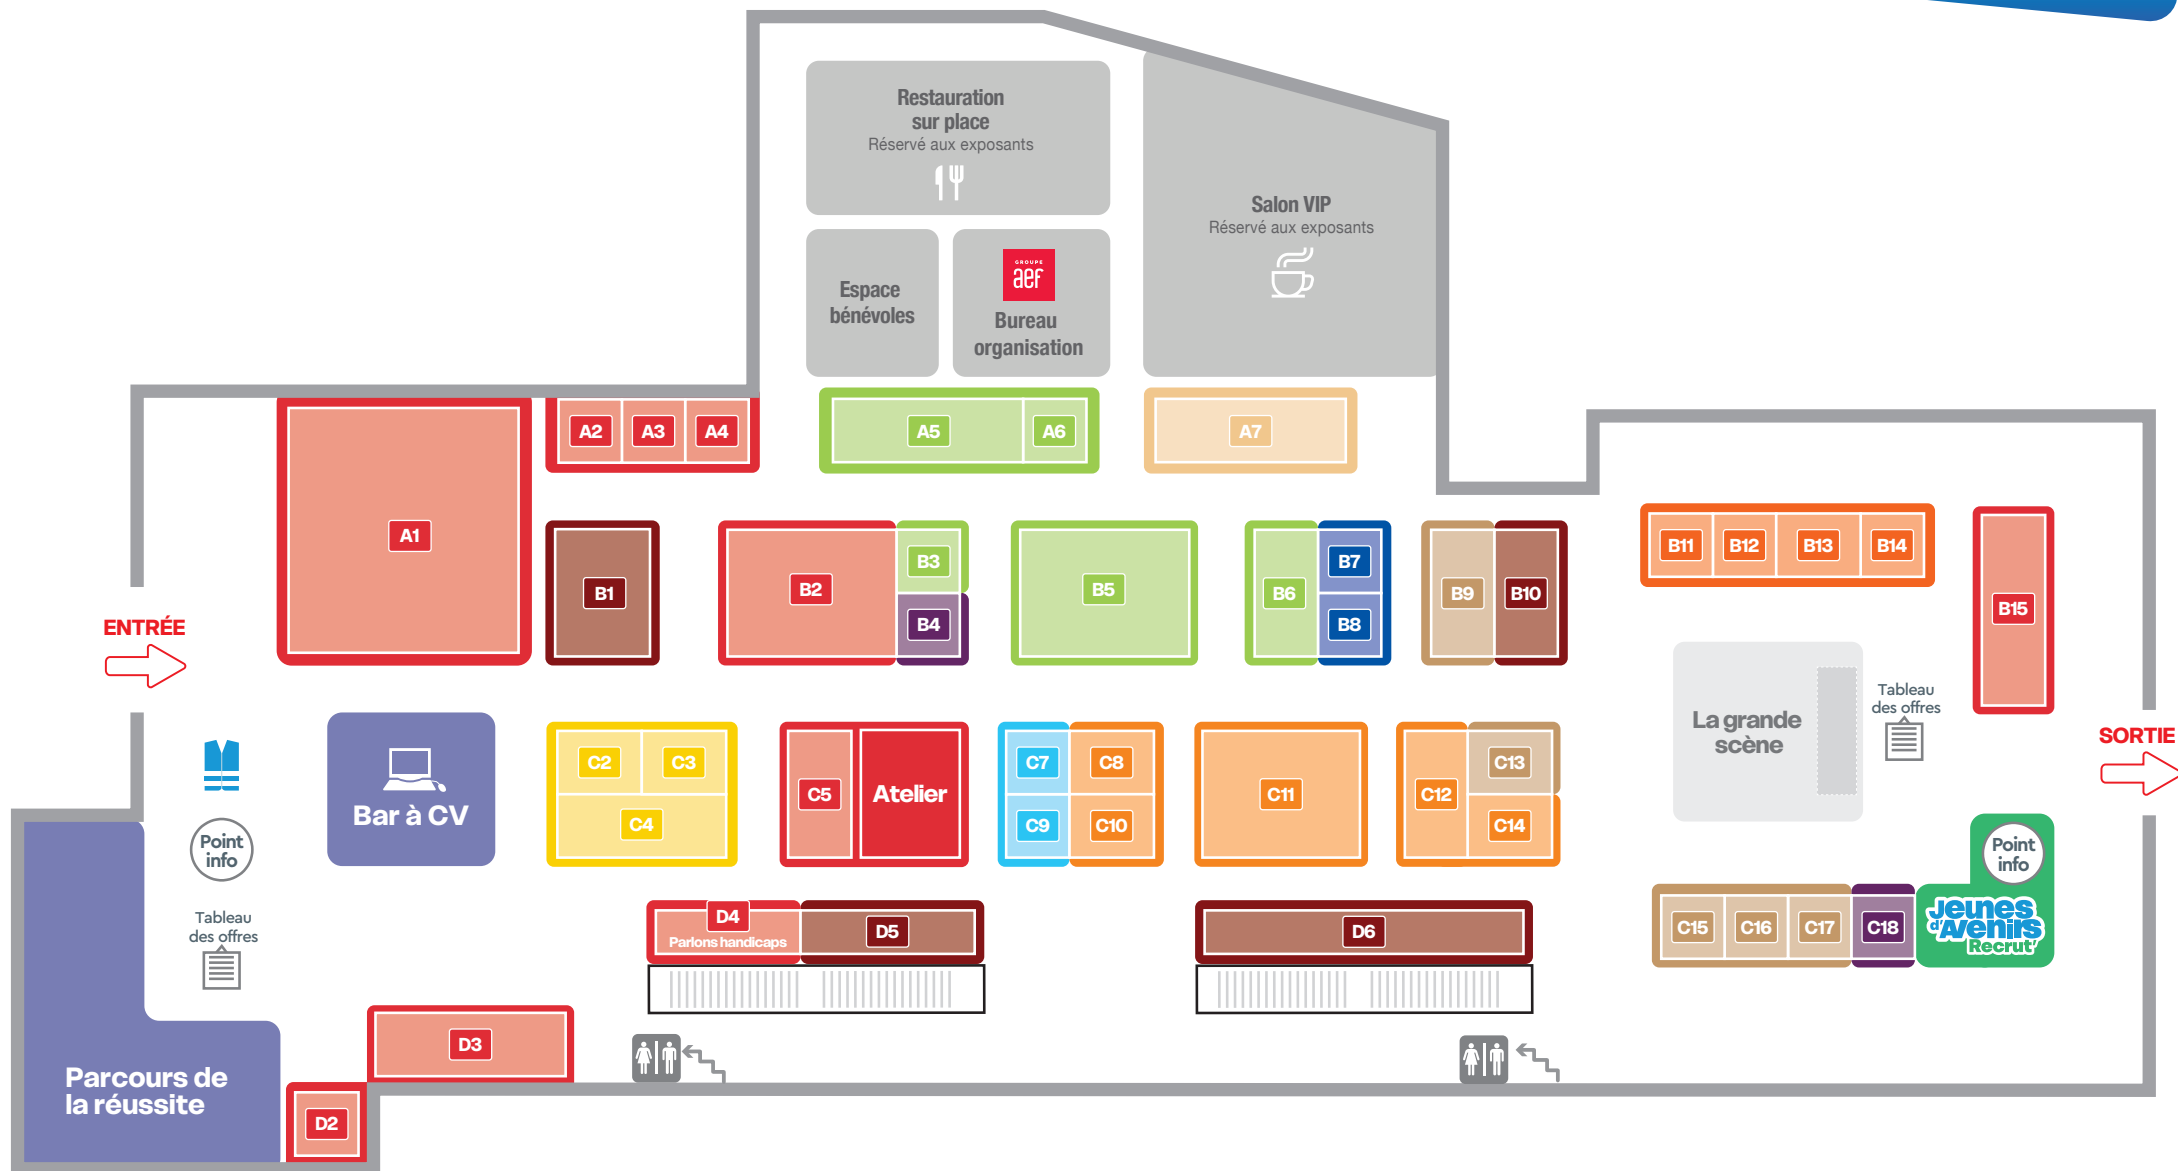 Restauration
sur place
Réservé aux exposants
Salon VIP
Réservé aux exposants
Espace
bénévoles
GROUPE
aef
Bureau
organisation
A1
A2
A3
A4
A5
A6
A7
B1
B2
B3
B4
B5
B6
B7
B8
B9
B10
B11
B12
B13
B14
B15
ENTRÉE
Bar à CV
C2
C3
C4
C5
Atelier
C7
C8
C9
C10
C11
C12
C13
C14
La grande
scène
Tableau
des offres
SORTIE
Point
info
Tableau
des offres
D4
Parlons handicaps
D5
D6
C15
C16
C17
C18
Point
info
Jeunes
d'Avenirs
Recrut'
Parcours de
la réussite
D3
D2